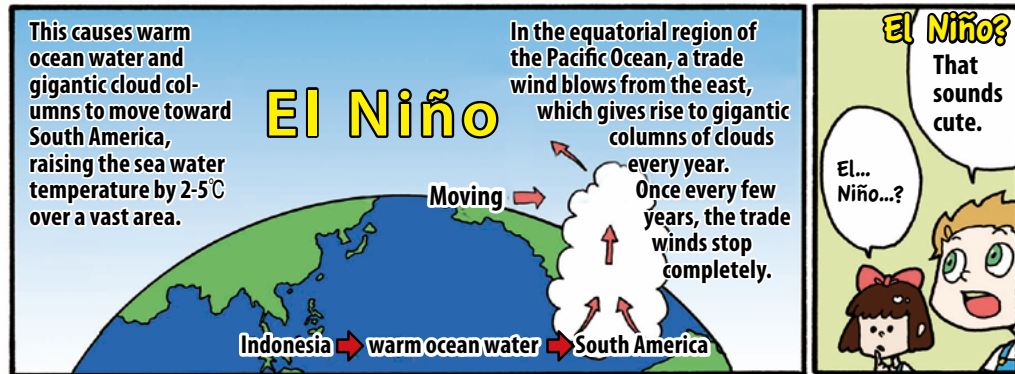 In the equatorial region of
the Pacific Ocean, a trade
wind blows from the east,
which gives rise to gigantic
columns of clouds
every year.
Once every few
years, the trade
winds stop
completely.
This causes warm
ocean water and
gigantic cloud col-
umns to move toward
South America,
raising the sea water
temperature by 2-5℃
over a vast area.
El Niño
Moving
Indonesia
warm ocean water
South America
El Niño?
That
sounds
cute.
El...
Niño...?